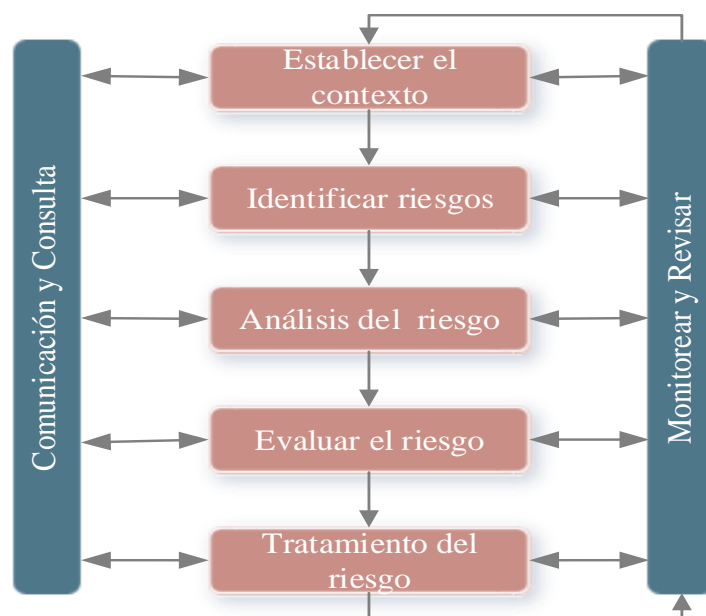 Establecer el
contexto
Identificar riesgos
Análisis del riesgo
Evaluar el riesgo
Tratamiento del
riesgo
Comunicación y Consulta
Monitorear y Revisar